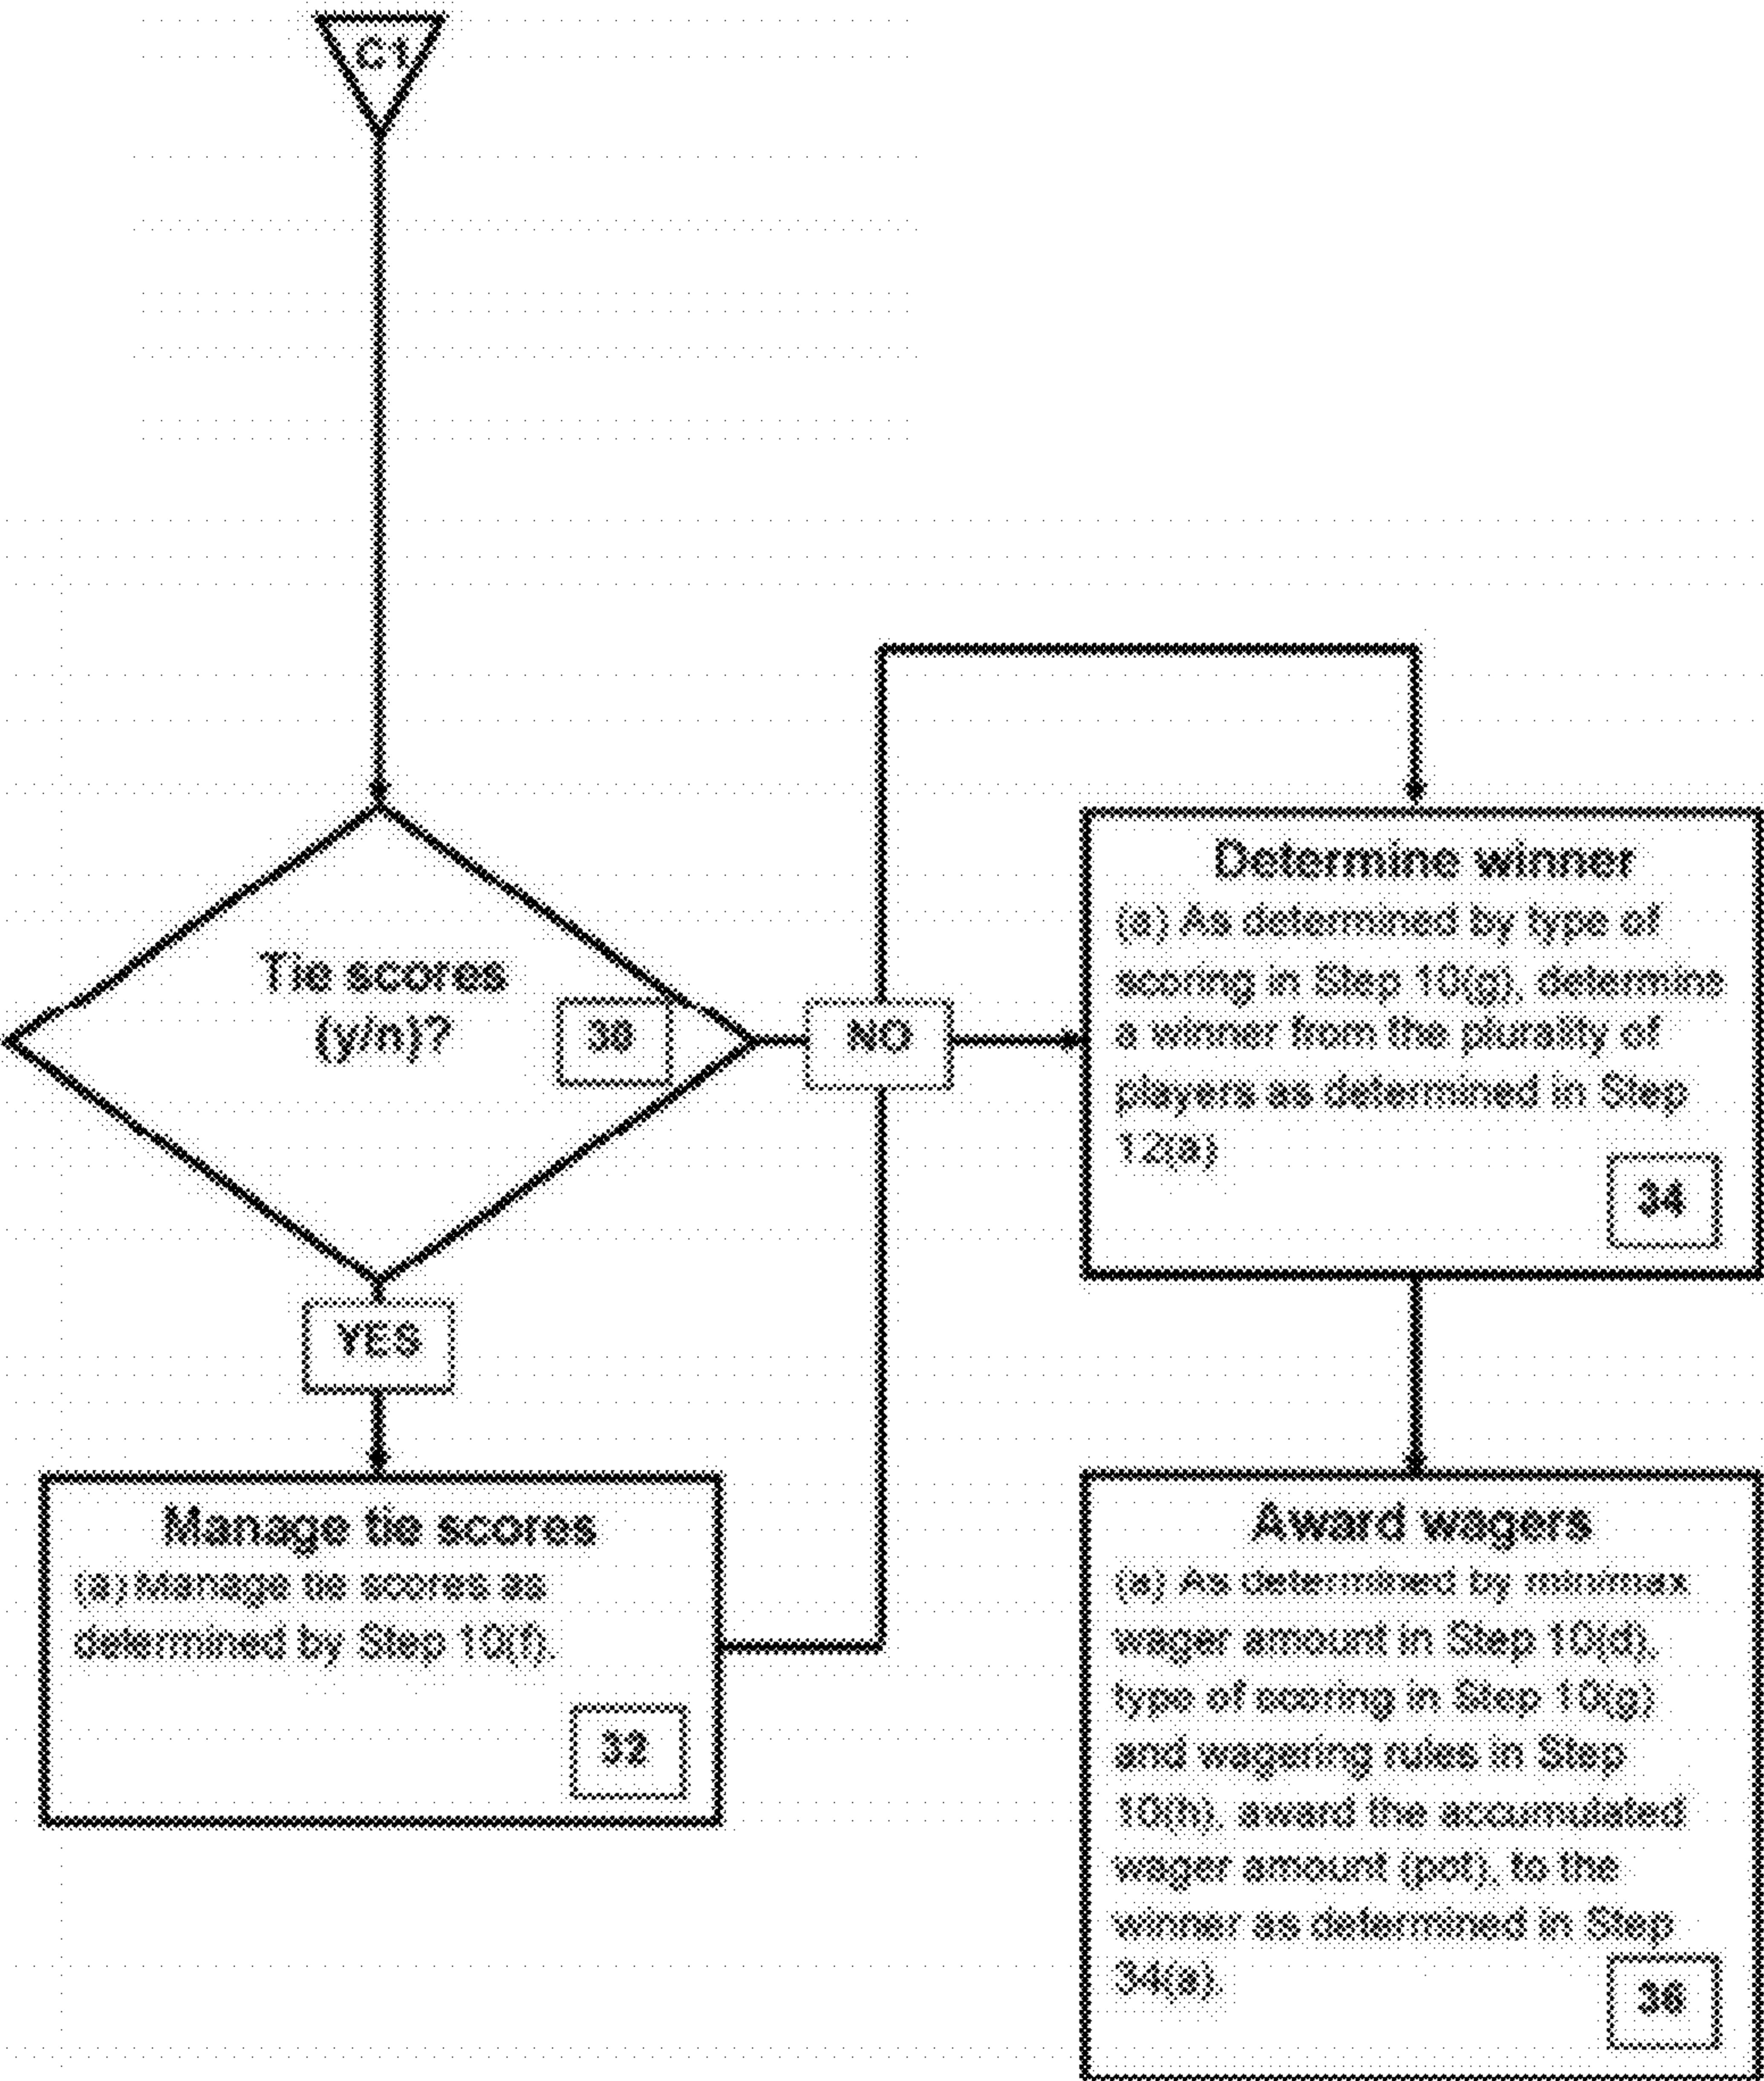 C1
Tie scores
(y/n)?
30
NO
YES
Determine winner
(a) As determined by type of
scoring in Step 10(g), determine
a winner from the plurality of
players as determined in Step
12(a)
34
Manage tie scores
(a) Manage tie scores as
determined by Step 10(f).
32
Award wagers
(a) As determined by min/max
wager amount in Step 10(d),
type of scoring in Step 10(g)
and wagering rules in Step
10(h), award the accumulated
wager amount (pot), to the
winner as determined in Step
34(a).